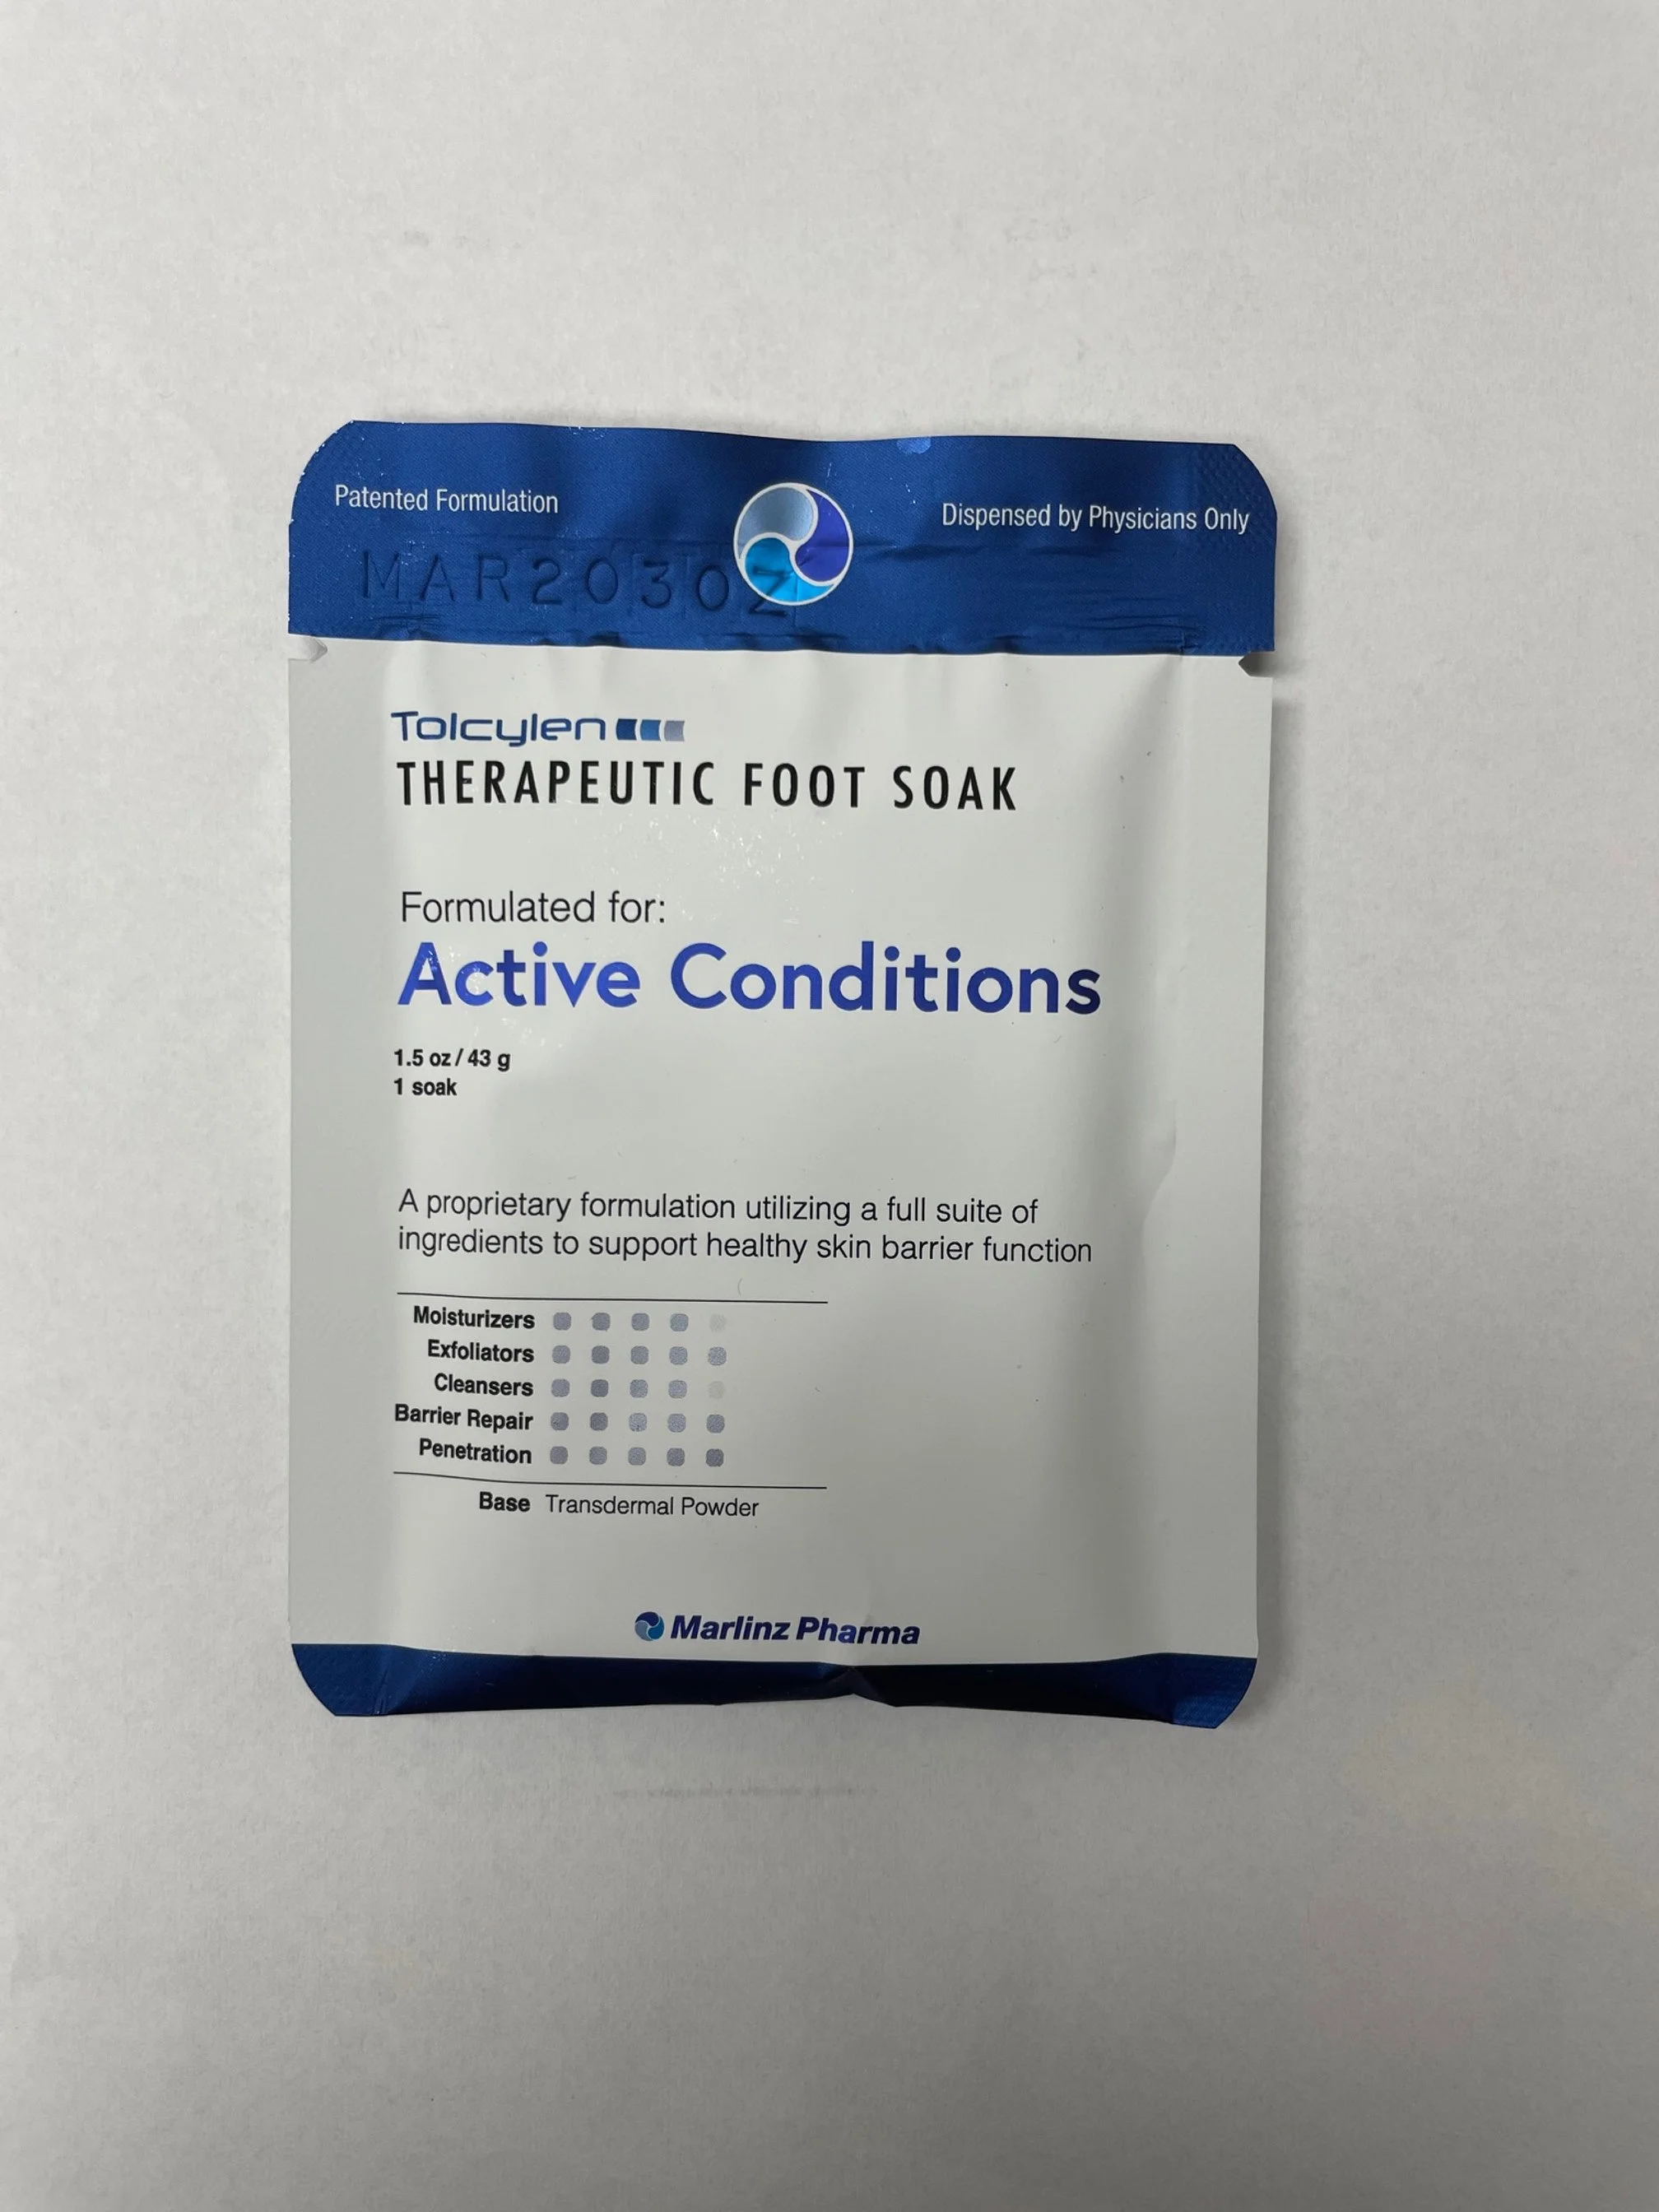 Patented Formulation
Dispensed by Physicians Only
MAR20302
Tolcylen
THERAPEUTIC FOOT SOAK
Formulated for:
Active Conditions
1.5 oz / 43 g
1 soak
A proprietary formulation utilizing a full suite of
ingredients to support healthy skin barrier function
Moisturizers
Exfoliators
Cleansers
Barrier Repair
Penetration
Base Transdermal Powder
Marlinz Pharma